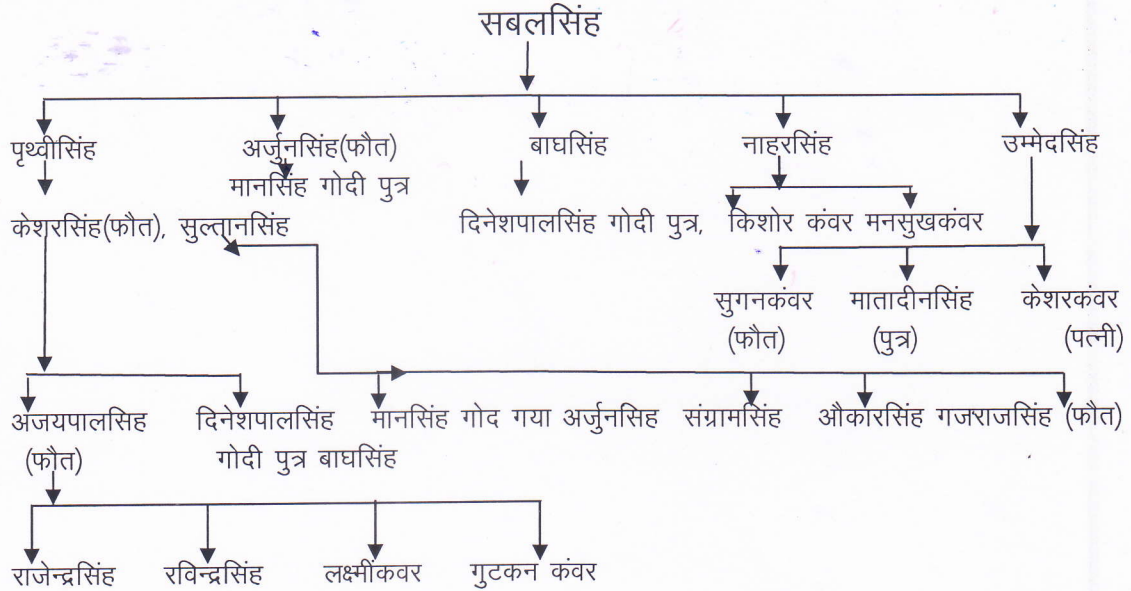 सबलसिंह
पृथ्वीसिंह अर्जुनसिंह(फौत) बाघसिंह नाहरसिंह उम्मेदसिंह
मानसिंह गोदी पुत्र
केशरसिंह(फौत), सुल्तानसिंह दिनेशपालसिंह गोदी पुत्र, किशोर कंवर मनसुखकंवर
सुगनकंवर मातादीनसिंह केशरकंवर
(फौत) (पुत्र) (पत्नी)
अजयपालसिह दिनेशपालसिंह मानसिंह गोद गया अर्जुनसिह संग्रामसिंह औकारसिंह गजराजसिंह (फौत)
(फौत) गोदी पुत्र बाघसिंह
राजेन्द्रसिंह रविन्द्रसिंह लक्ष्मींकवर गुटकन कंवर